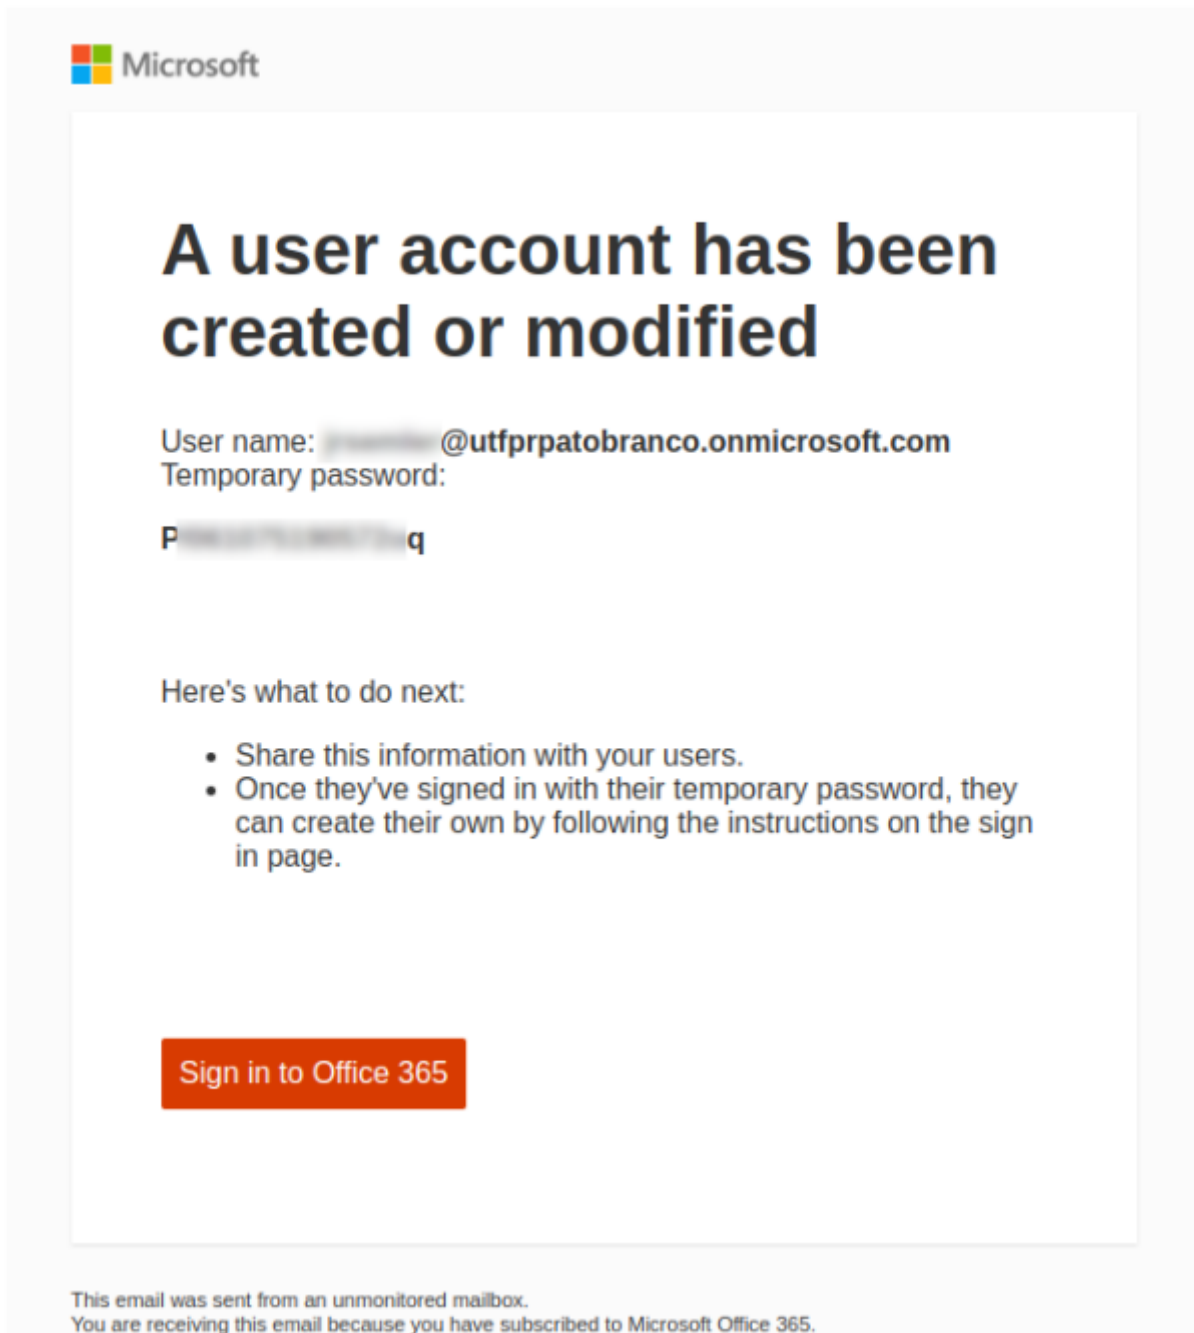 Microsoft
A user account has been
created or modified
User name: @utfprpatobranco.onmicrosoft.com
Temporary password:
P q
Here's what to do next:
• Share this information with your users.
• Once they've signed in with their temporary password, they
can create their own by following the instructions on the sign
in page.
Sign in to Office 365
This email was sent from an unmonitored mailbox.
You are receiving this email because you have subscribed to Microsoft Office 365.